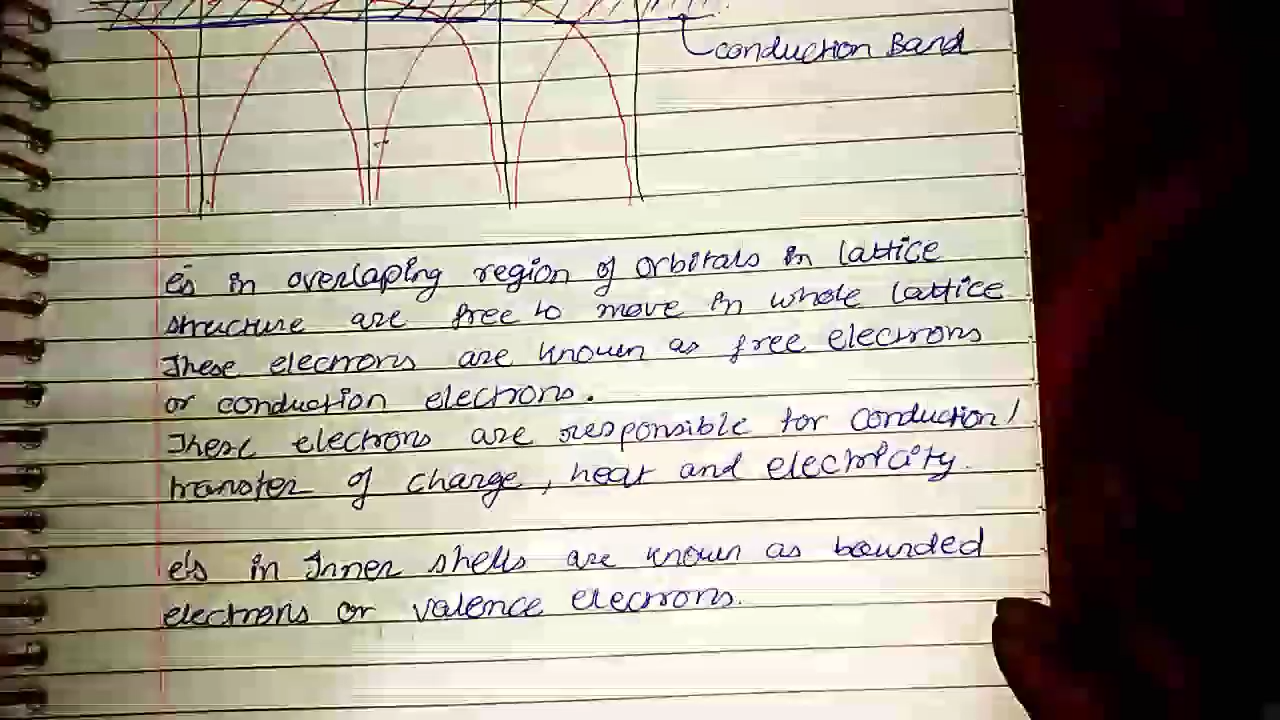 conduction Band
e's in overlaping region of orbitals in lattice
structure are free to move in whole lattice
These electrons are known as free electrons
or conduction electrons.
These electrons are responsible for conduction/
transfer of charge, heat and electricity.
e's in Inner shells are known as bounded
electrons or valence electrons.